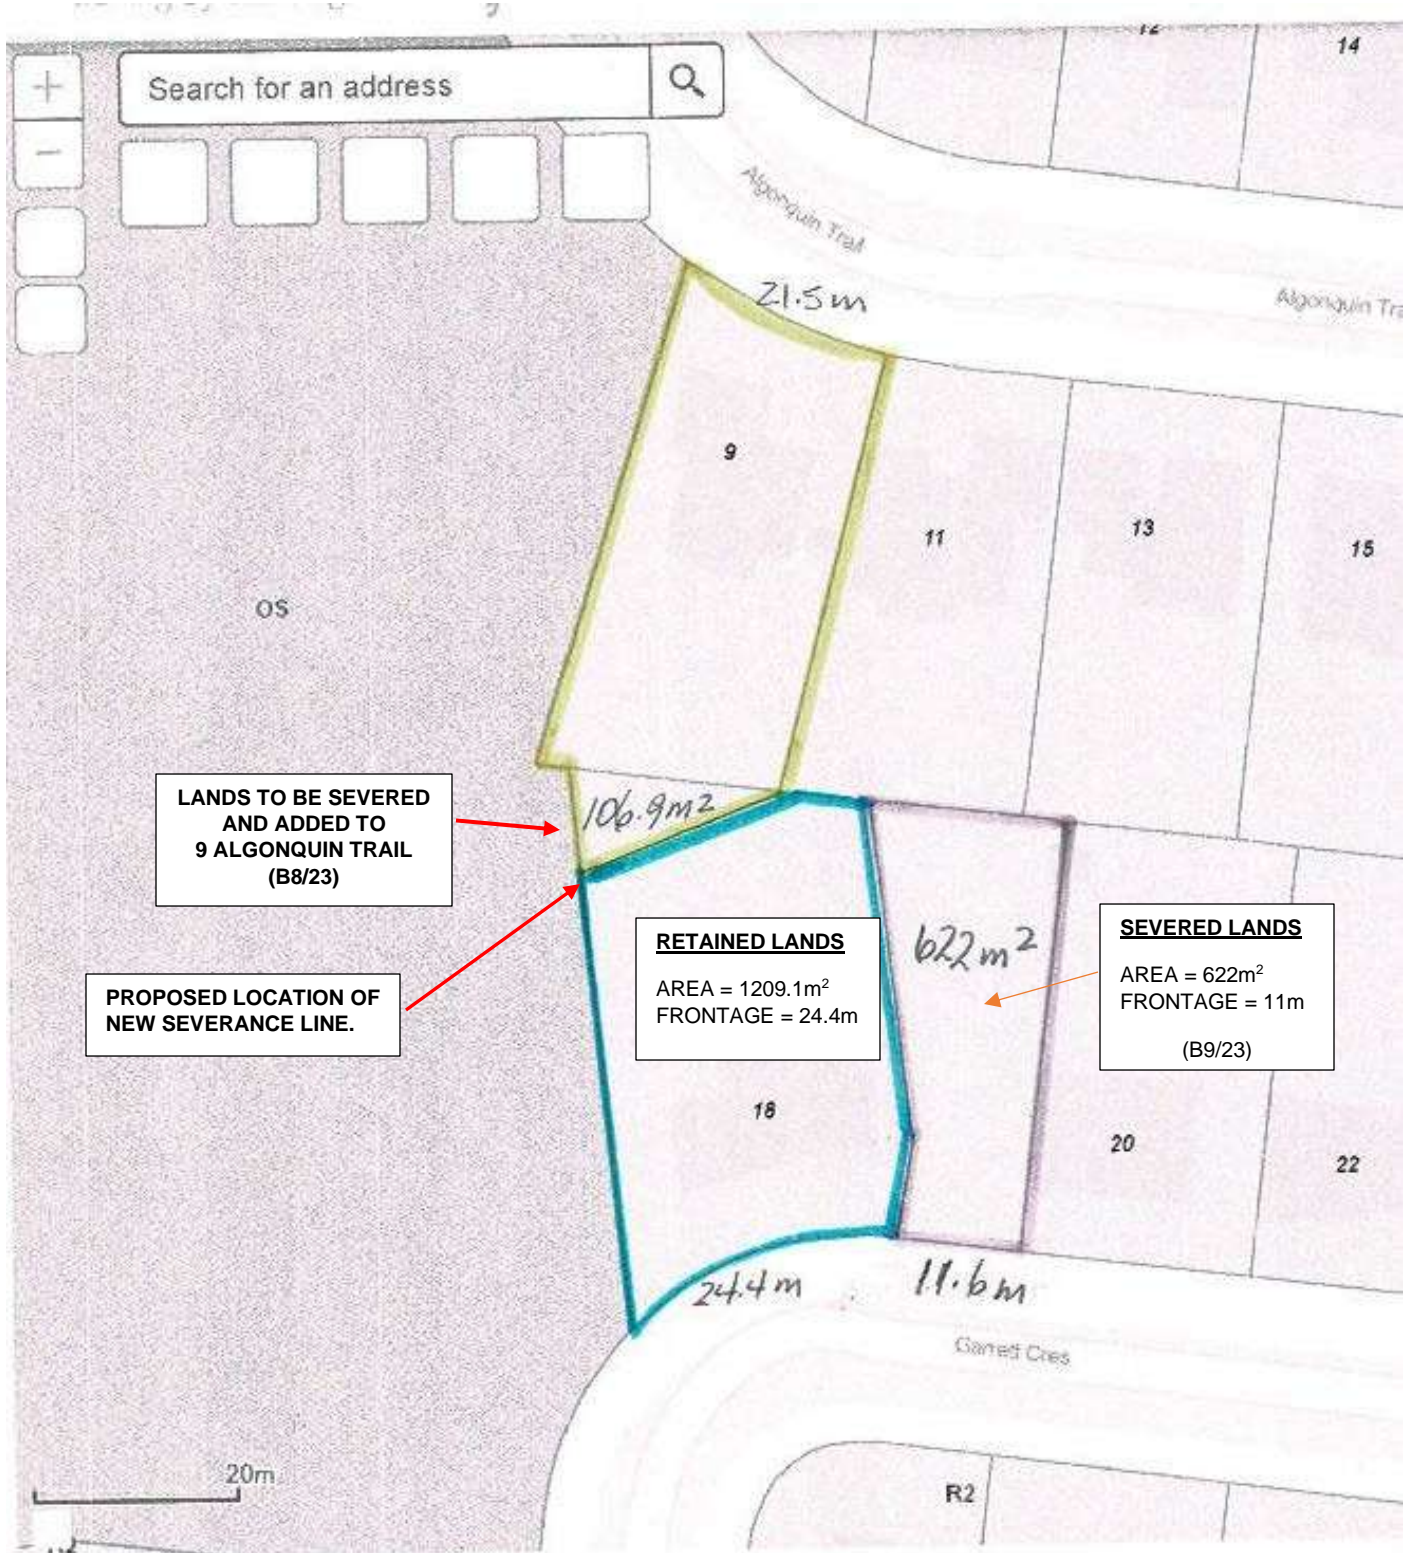 +
Search for an address
−
12
14
Algonquin Trail
21.5m
Algonquin Tra
9
11
13
15
OS
LANDS TO BE SEVERED
AND ADDED TO
9 ALGONQUIN TRAIL
(B8/23)
106.9m²
PROPOSED LOCATION OF
NEW SEVERANCE LINE.
RETAINED LANDS
AREA = 1209.1m²
FRONTAGE = 24.4m
622m²
SEVERED LANDS
AREA = 622m²
FRONTAGE = 11m
(B9/23)
18
20
22
24.4m
11.6m
Garrett Cres
20m
R2